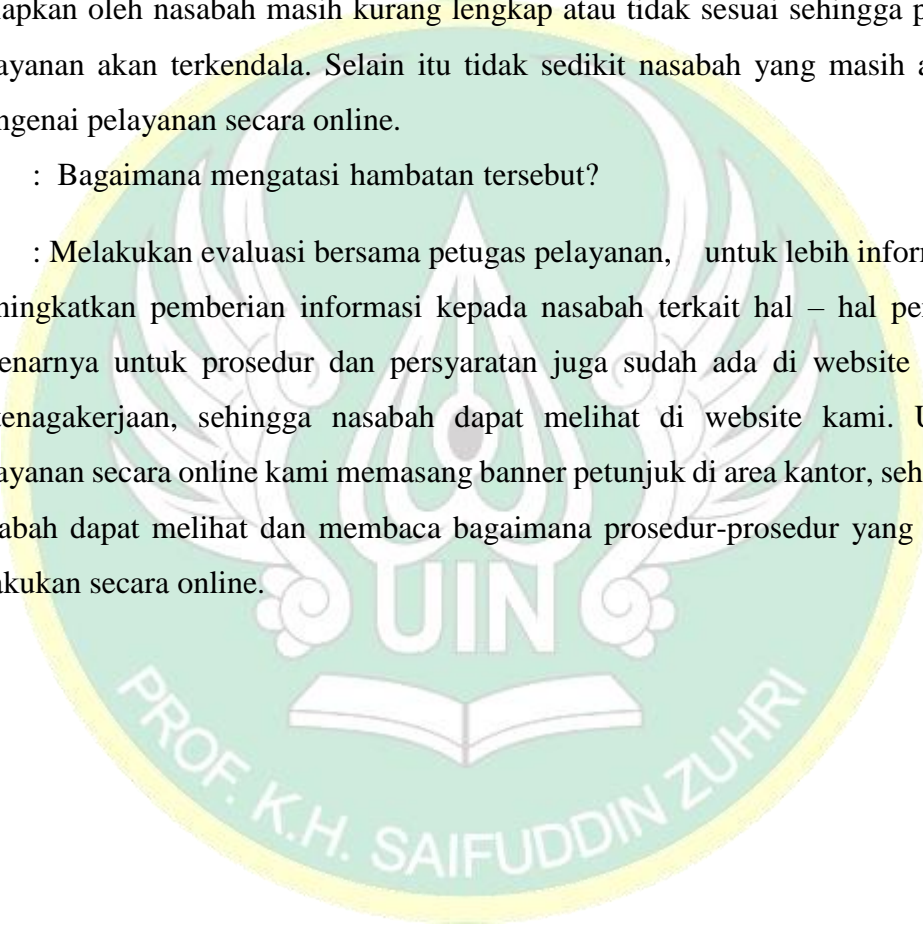 iapkan oleh nasabah masih kurang lengkap atau tidak sesuai sehingga p
ayanan akan terkendala. Selain itu tidak sedikit nasabah yang masih a
ngenai pelayanan secara online.
: Bagaimana mengatasi hambatan tersebut?
: Melakukan evaluasi bersama petugas pelayanan, untuk lebih infor
ningkatkan pemberian informasi kepada nasabah terkait hal – hal pe
enarnya untuk prosedur dan persyaratan juga sudah ada di website
tenagakerjaan, sehingga nasabah dapat melihat di website kami. U
ayanan secara online kami memasang banner petunjuk di area kantor, seh
abah dapat melihat dan membaca bagaimana prosedur-prosedur yang
akukan secara online.
UIN
PROF. K.H. SAIFUDDIN ZUHRI